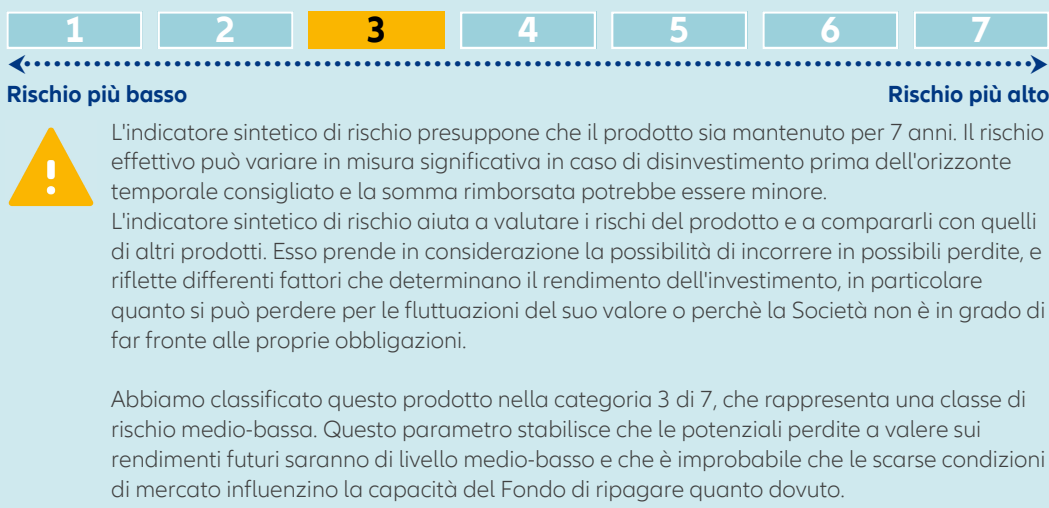 1 2 3 4 5 6 7
Rischio più basso Rischio più alto
L'indicatore sintetico di rischio presuppone che il prodotto sia mantenuto per 7 anni. Il rischio
effettivo può variare in misura significativa in caso di disinvestimento prima dell'orizzonte
temporale consigliato e la somma rimborsata potrebbe essere minore.
L'indicatore sintetico di rischio aiuta a valutare i rischi del prodotto e a compararli con quelli
di altri prodotti. Esso prende in considerazione la possibilità di incorrere in possibili perdite, e
riflette differenti fattori che determinano il rendimento dell'investimento, in particolare
quanto si può perdere per le fluttuazioni del suo valore o perchè la Società non è in grado di
far fronte alle proprie obbligazioni.
Abbiamo classificato questo prodotto nella categoria 3 di 7, che rappresenta una classe di
rischio medio-bassa. Questo parametro stabilisce che le potenziali perdite a valere sui
rendimenti futuri saranno di livello medio-basso e che è improbabile che le scarse condizioni
di mercato influenzino la capacità del Fondo di ripagare quanto dovuto.